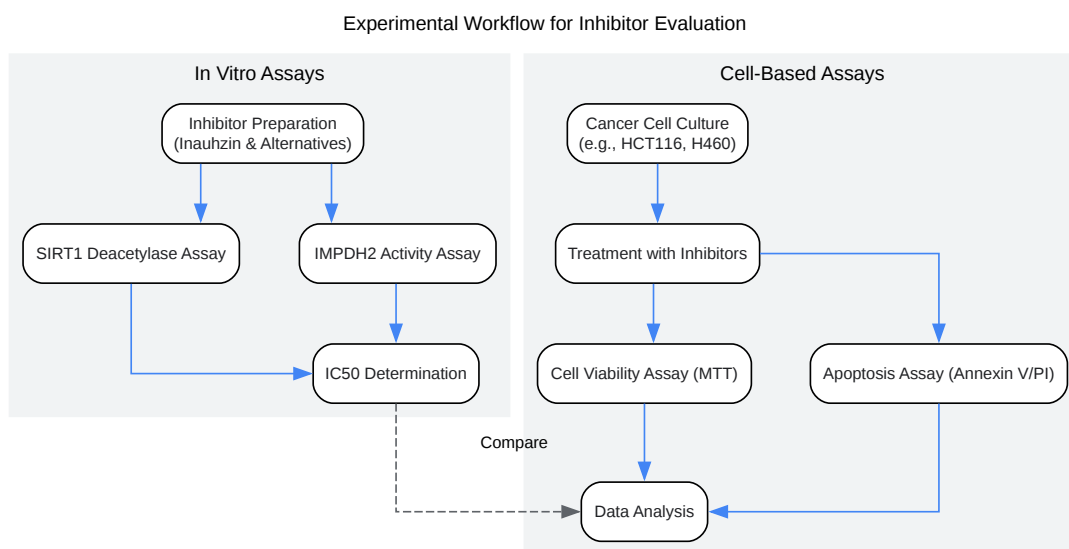 Experimental Workflow for Inhibitor Evaluation
In Vitro Assays
Inhibitor Preparation
(Inauhzin & Alternatives)
SIRT1 Deacetylase Assay
IMPDH2 Activity Assay
IC50 Determination
Cell-Based Assays
Cancer Cell Culture
(e.g., HCT116, H460)
Treatment with Inhibitors
Cell Viability Assay (MTT)
Apoptosis Assay (Annexin V/PI)
Compare
Data Analysis